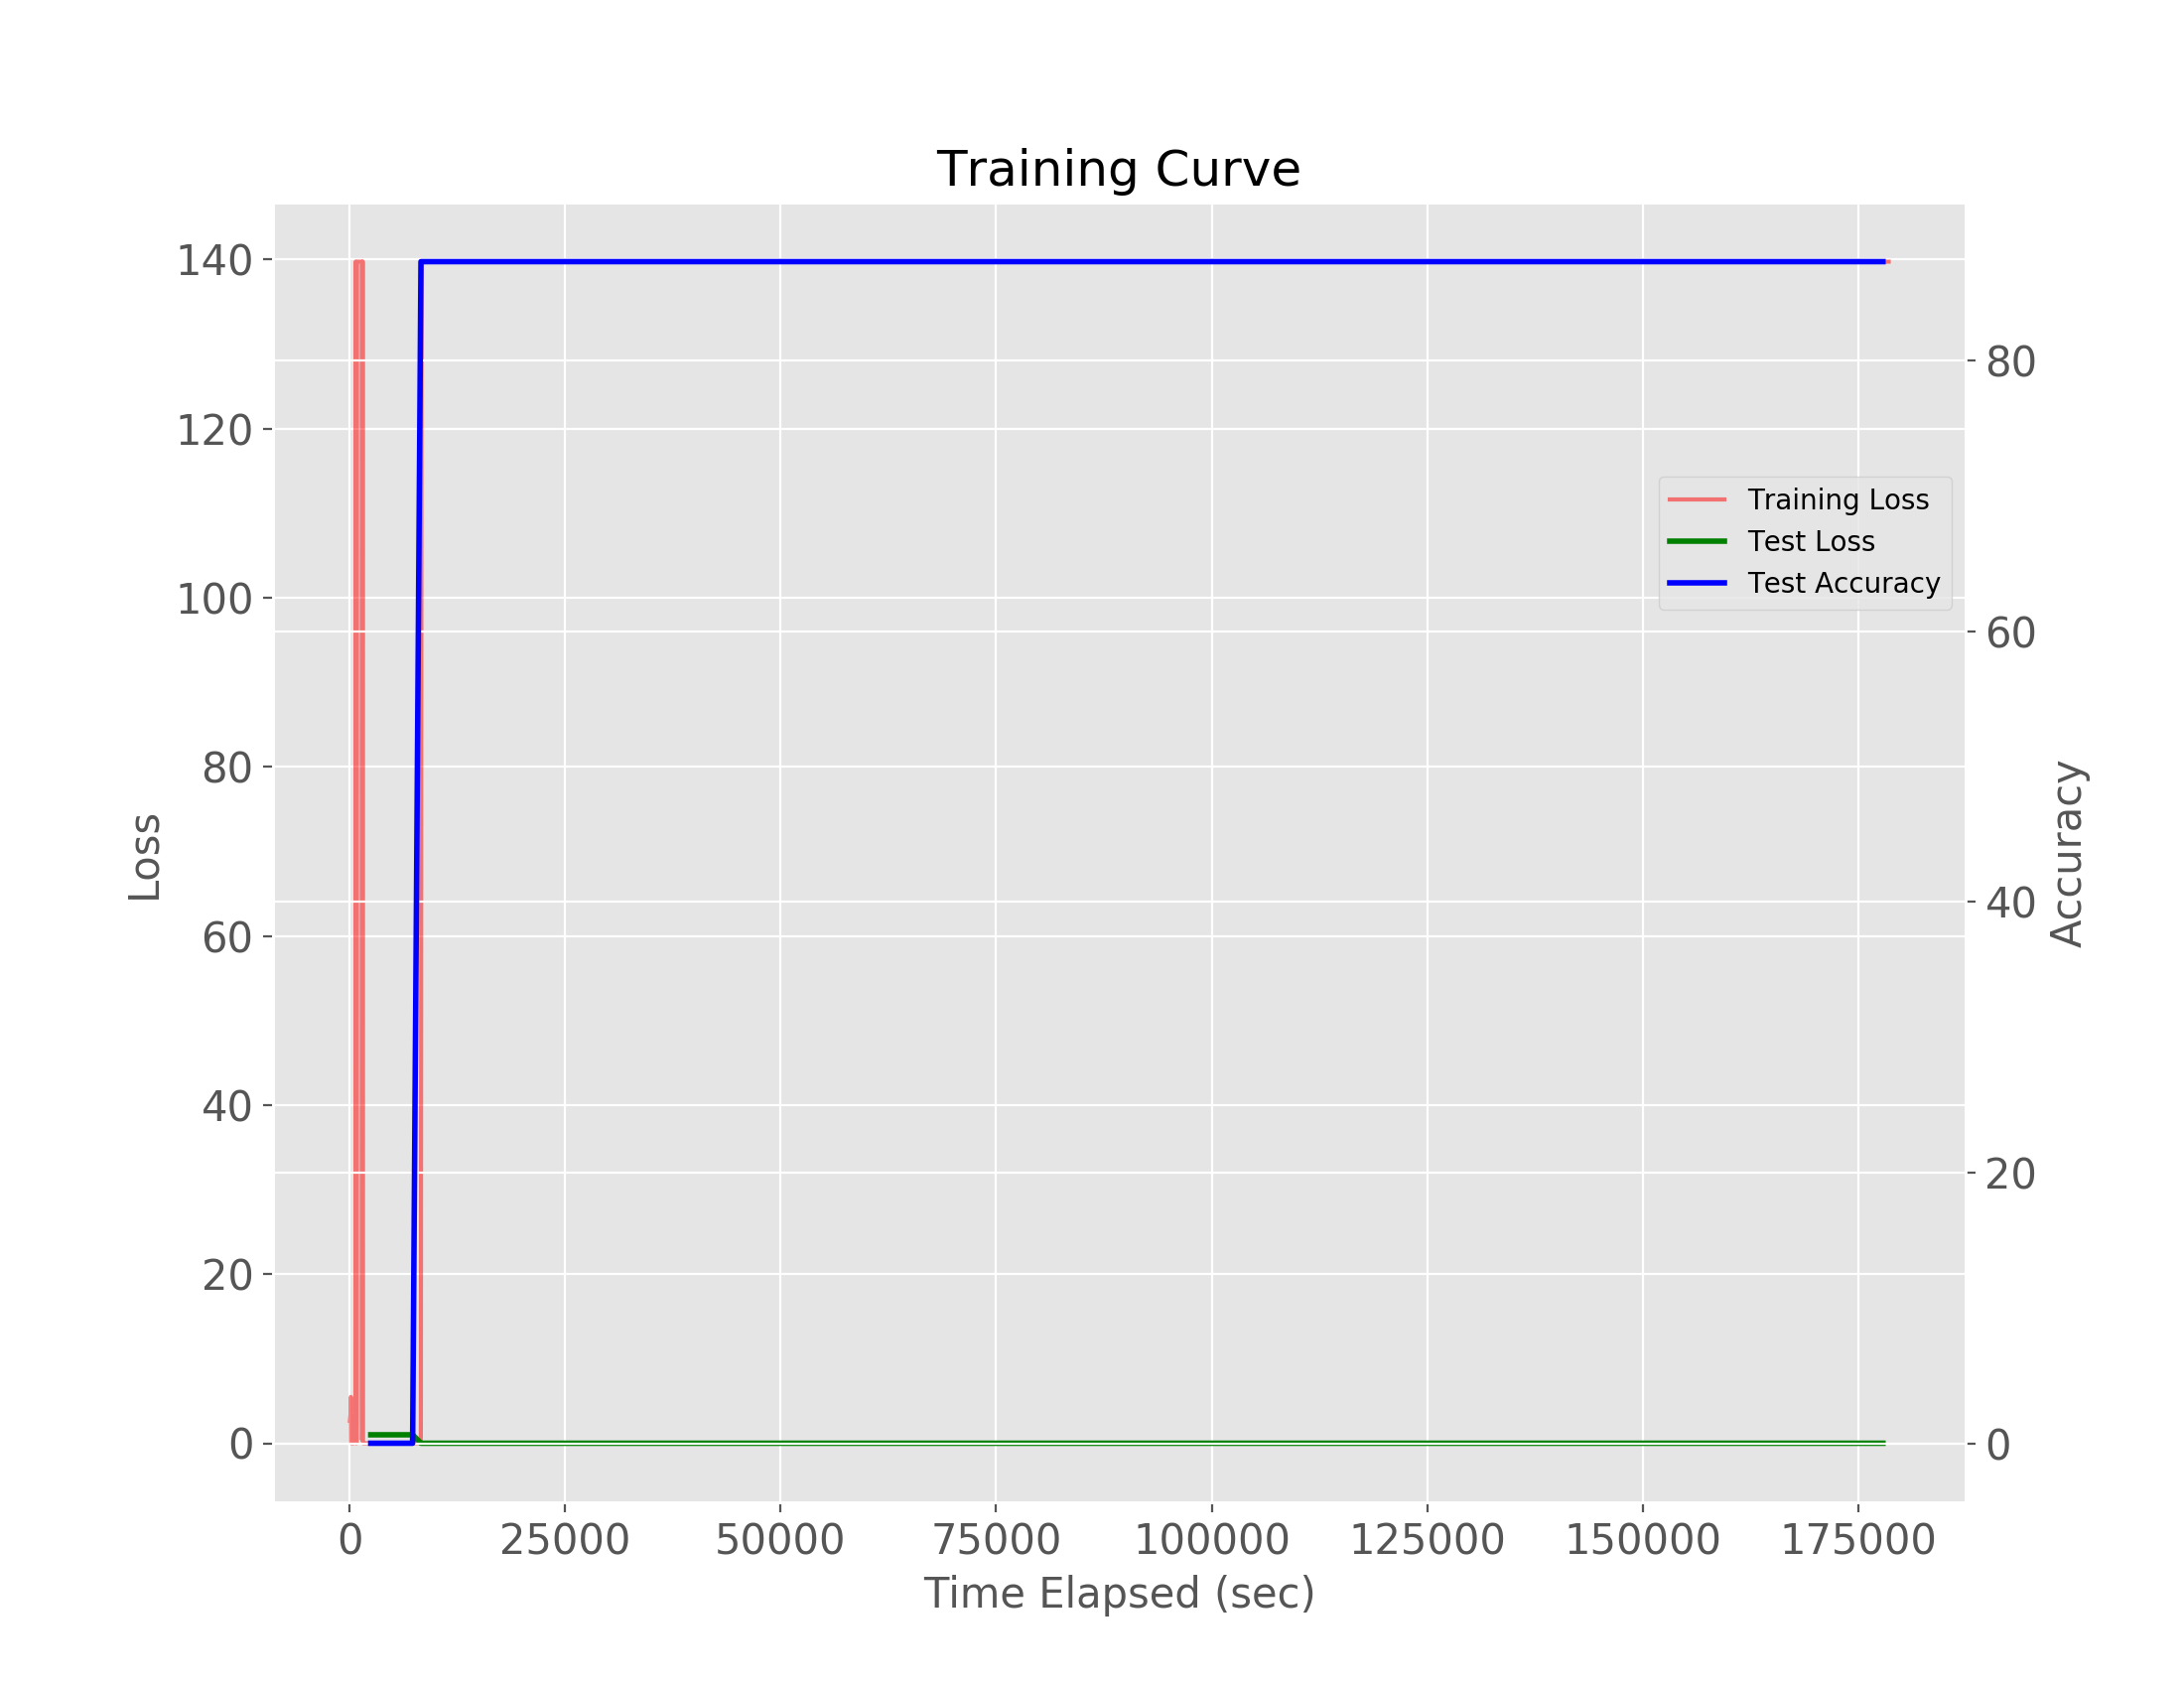 Training Curve
140
120
100
80
60
40
20
0
Loss
80
60
40
20
0
Accuracy
Training Loss
Test Loss
Test Accuracy
0 25000 50000 75000 100000 125000 150000 175000
Time Elapsed (sec)